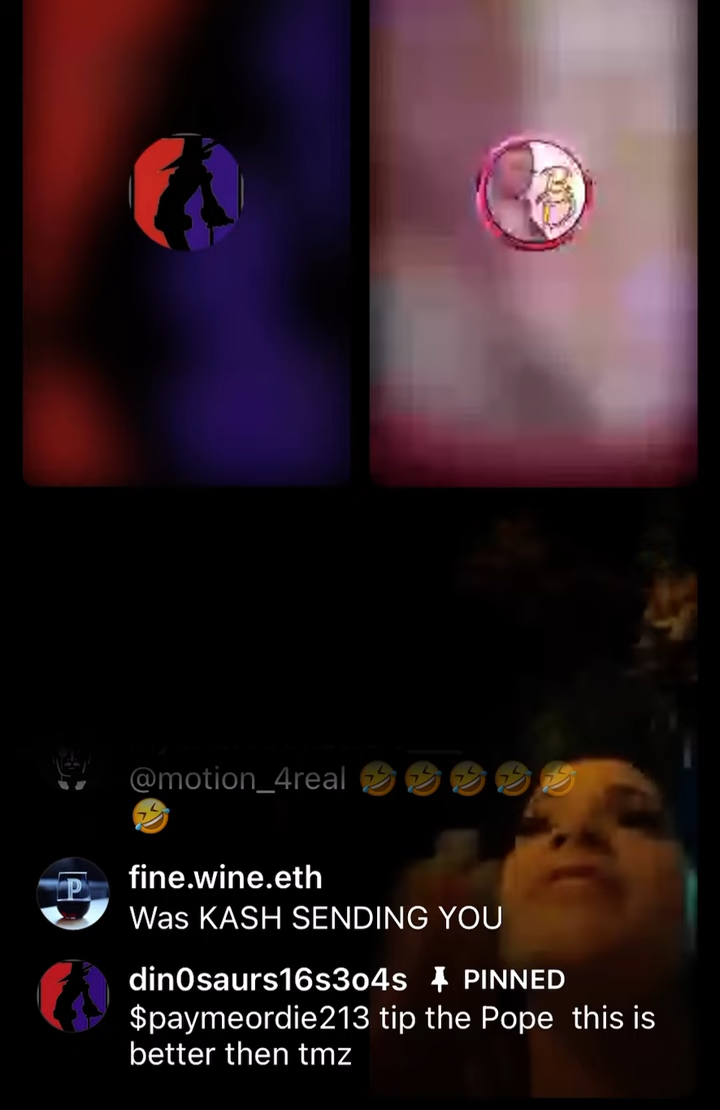 @motion_4real 🤣🤣🤣🤣🤣
🤣
fine.wine.eth
Was KASH SENDING YOU
din0saurs16s3o4s PINNED
$paymeordie213 tip the Pope  this is
better then tmz